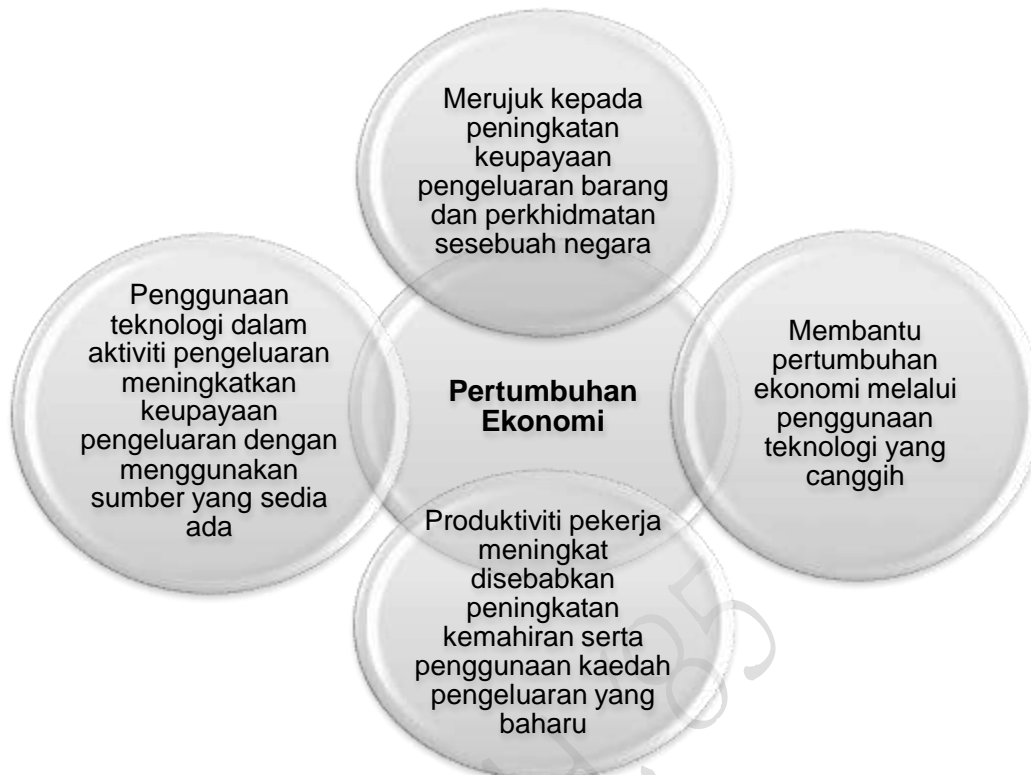 Merujuk kepada
peningkatan
keupayaan
pengeluaran barang
dan perkhidmatan
sesebuah negara
Penggunaan
teknologi dalam
aktiviti pengeluaran
meningkatkan
keupayaan
pengeluaran dengan
menggunakan
sumber yang sedia
ada
Pertumbuhan
Ekonomi
Membantu
pertumbuhan
ekonomi melalui
penggunaan
teknologi yang
canggih
Produktiviti pekerja
meningkat
disebabkan
peningkatan
kemahiran serta
penggunaan kaedah
pengeluaran yang
baharu